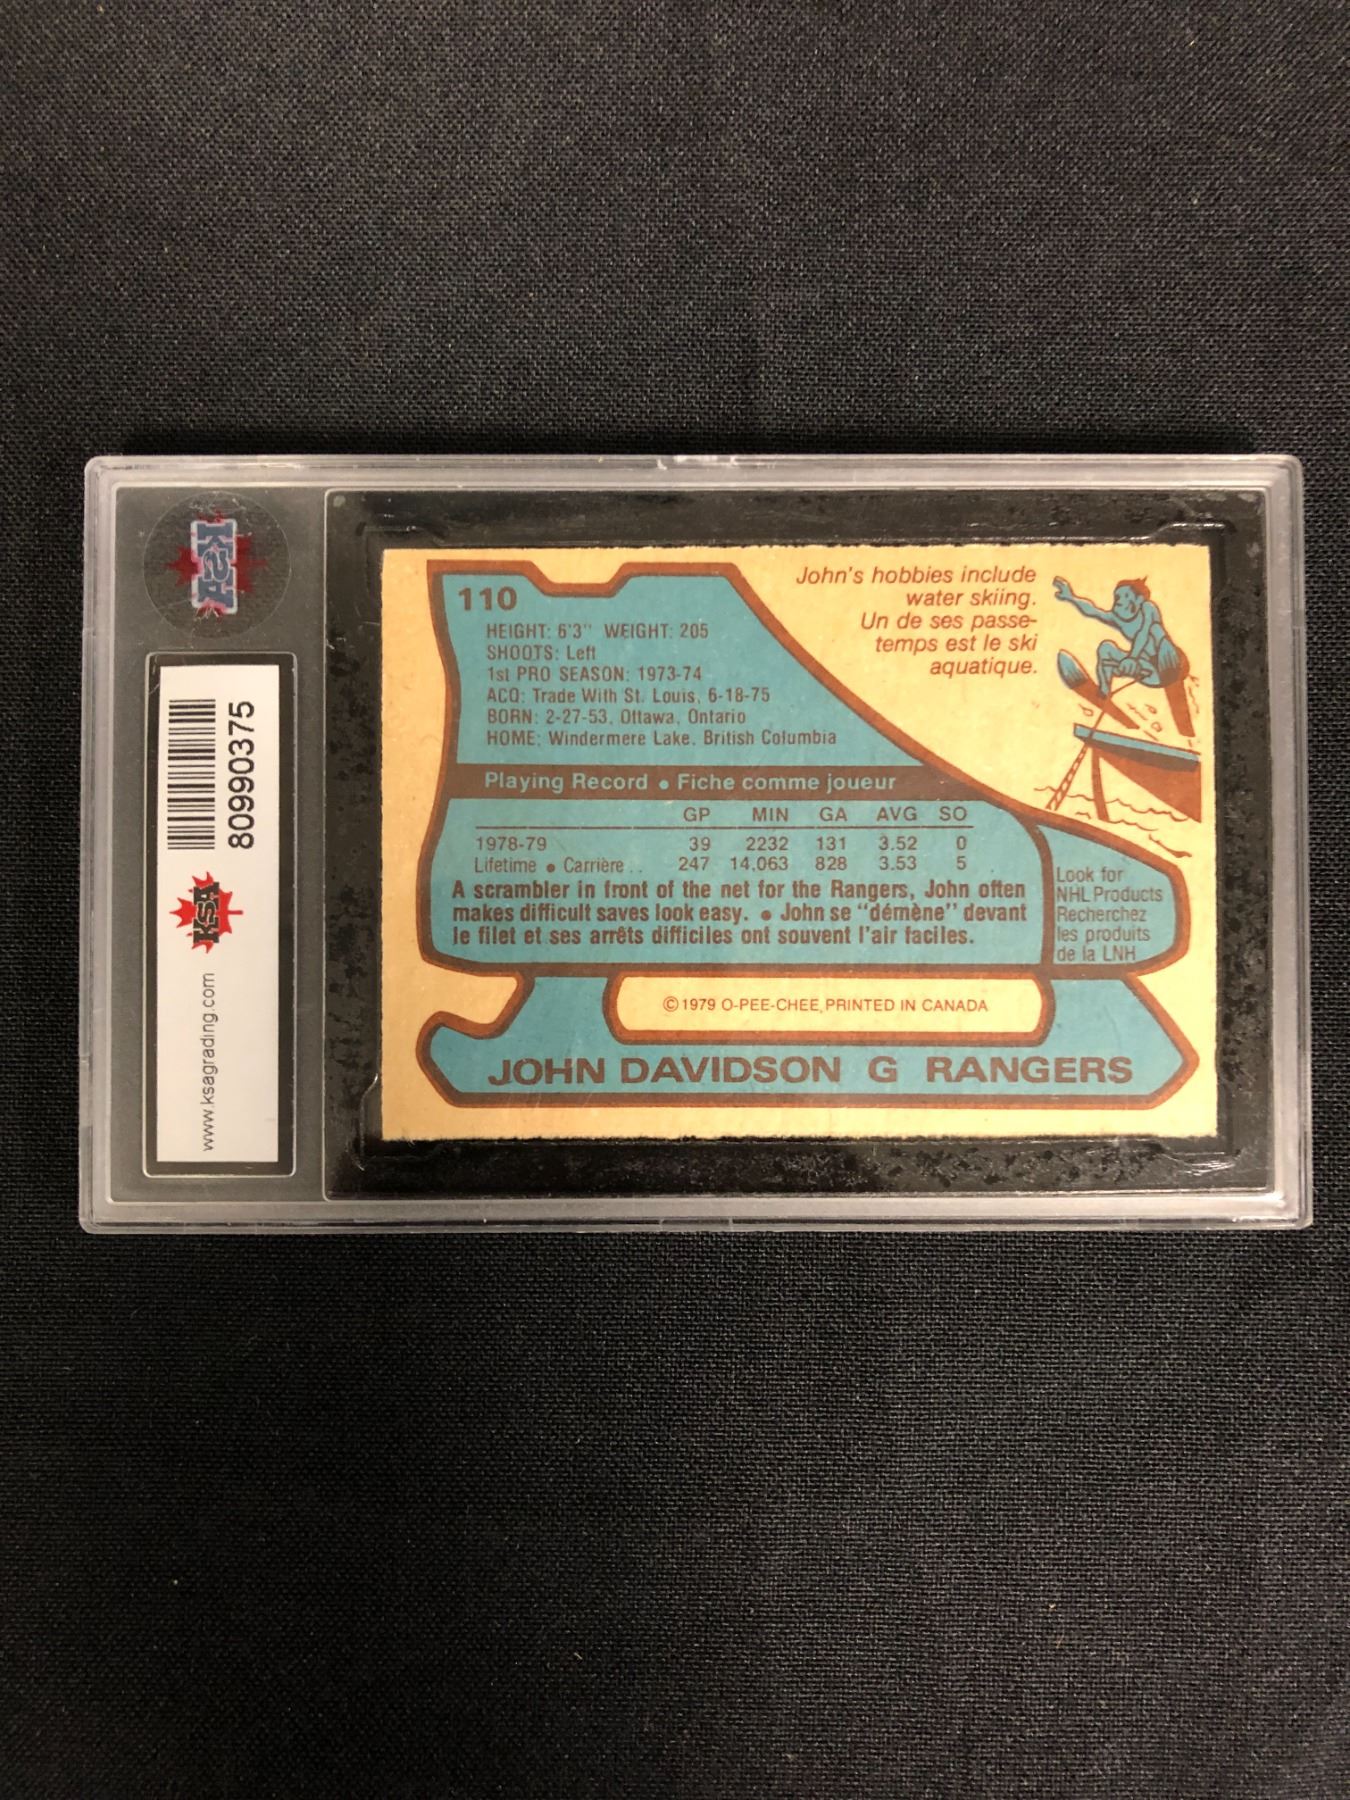 110
HEIGHT: 6'3" WEIGHT: 205
SHOOTS: Left
1st PRO SEASON: 1973-74
ACQ: Trade With St. Louis, 6-18-75
BORN: 2-27-53, Ottawa, Ontario
HOME: Windermere Lake, British Columbia
John's hobbies include
water skiing.
Un de ses passe-
temps est le ski
aquatique.
Playing Record • Fiche comme joueur
GP MIN GA AVG SO
1978-79 39 2232 131 3.52 0
Lifetime • Carrière .. 247 14,063 828 3.53 5
A scrambler in front of the net for the Rangers, John often
makes difficult saves look easy. • John se "démène" devant
le filet et ses arrêts difficiles ont souvent l'air faciles.
Look for
NHL Products
Recherchez
les produits
de la LNH
© 1979 O-PEE-CHEE, PRINTED IN CANADA
JOHN DAVIDSON G RANGERS
KSA
www.ksagrading.com
KSA
80990375